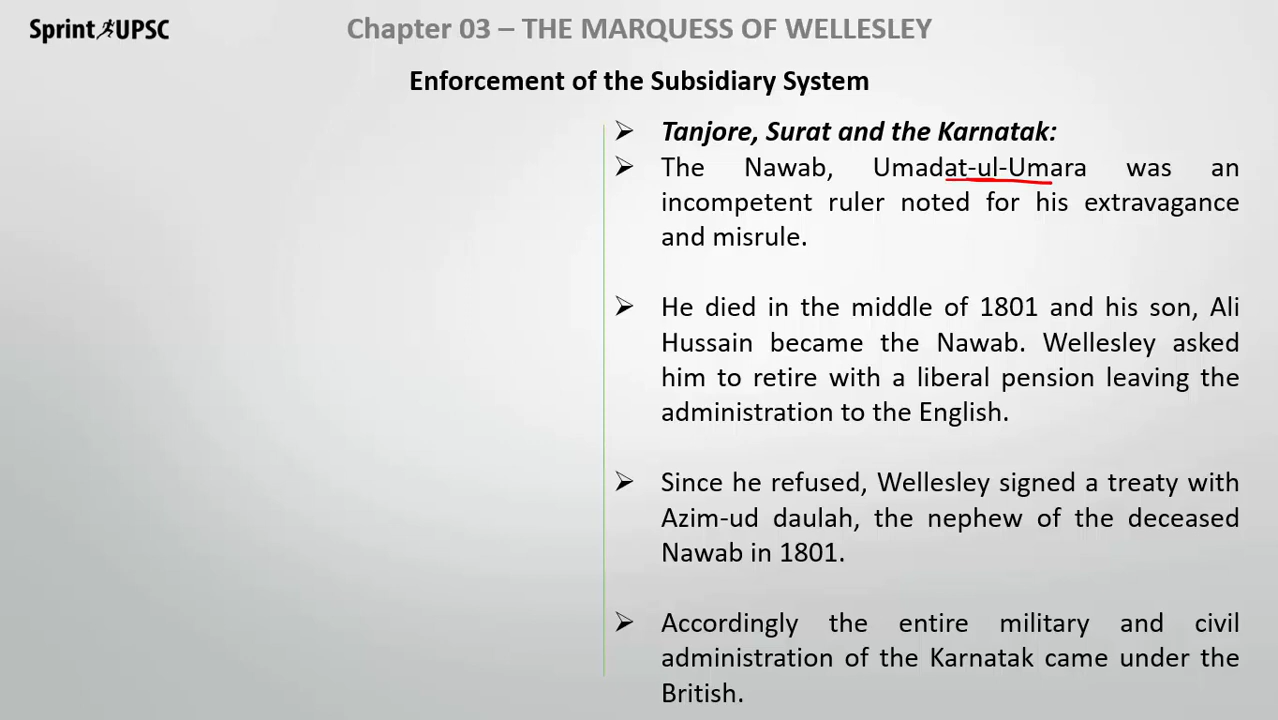 Sprint UPSC
Chapter 03 – THE MARQUESS OF WELLESLEY
Enforcement of the Subsidiary System
➢ Tanjore, Surat and the Karnatak:
➢ The Nawab, Umadat-ul-Umara was an
incompetent ruler noted for his extravagance
and misrule.
➢ He died in the middle of 1801 and his son, Ali
Hussain became the Nawab. Wellesley asked
him to retire with a liberal pension leaving the
administration to the English.
➢ Since he refused, Wellesley signed a treaty with
Azim-ud daulah, the nephew of the deceased
Nawab in 1801.
➢ Accordingly the entire military and civil
administration of the Karnatak came under the
British.